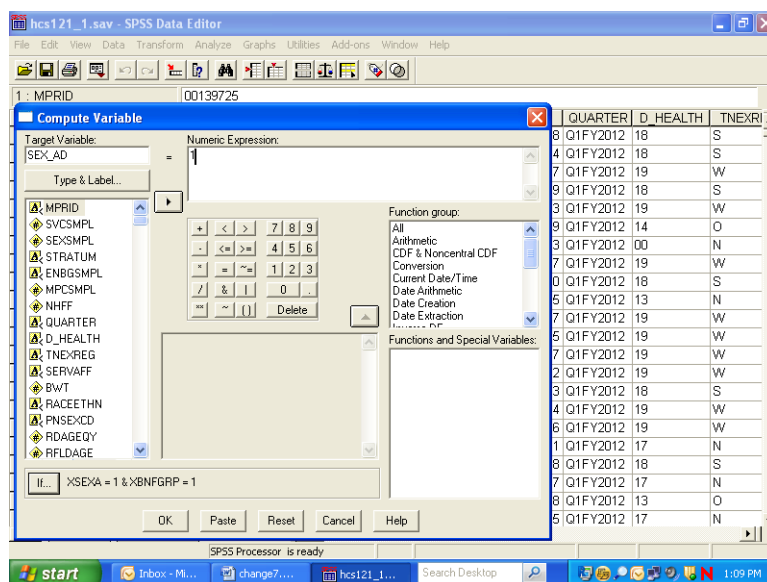 hcs121_1.sav - SPSS Data Editor
File Edit View Data Transform Analyze Graphs Utilities Add-ons Window Help
1 : MPRID 00139725
Compute Variable
Target Variable:
SEX_AD
=
Numeric Expression:
1
Type & Label...
MPRID
SVCSMPL
SEXSMPL
STRATUM
ENBGSMPL
MPCSMPL
NHFF
QUARTER
D_HEALTH
TNEXREG
SERVAFF
BWT
RACEETHN
PNSEXCD
RDAGEQY
RFLDAGE
+ < > 7 8 9
- <= >= 4 5 6
* = ~= 1 2 3
/ & | 0 .
** ~ () Delete
Function group:
All
Arithmetic
CDF & Noncentral CDF
Conversion
Current Date/Time
Date Arithmetic
Date Creation
Date Extraction
Functions and Special Variables:
If... XSEXA = 1 & XBNFGRP = 1
OK Paste Reset Cancel Help
QUARTER D_HEALTH TNEXR
8 Q1FY2012 18 S
4 Q1FY2012 18 S
7 Q1FY2012 19 W
9 Q1FY2012 18 S
3 Q1FY2012 19 W
9 Q1FY2012 14 O
3 Q1FY2012 00 N
7 Q1FY2012 19 W
0 Q1FY2012 18 S
5 Q1FY2012 13 N
7 Q1FY2012 19 W
5 Q1FY2012 19 W
7 Q1FY2012 19 W
2 Q1FY2012 19 W
3 Q1FY2012 18 S
4 Q1FY2012 19 W
6 Q1FY2012 19 W
1 Q1FY2012 17 N
8 Q1FY2012 18 S
7 Q1FY2012 17 N
8 Q1FY2012 13 O
5 Q1FY2012 17 N
SPSS Processor is ready
start Inbox - Mi... change7.... hcs121_1... Search Desktop N 1:09 PM